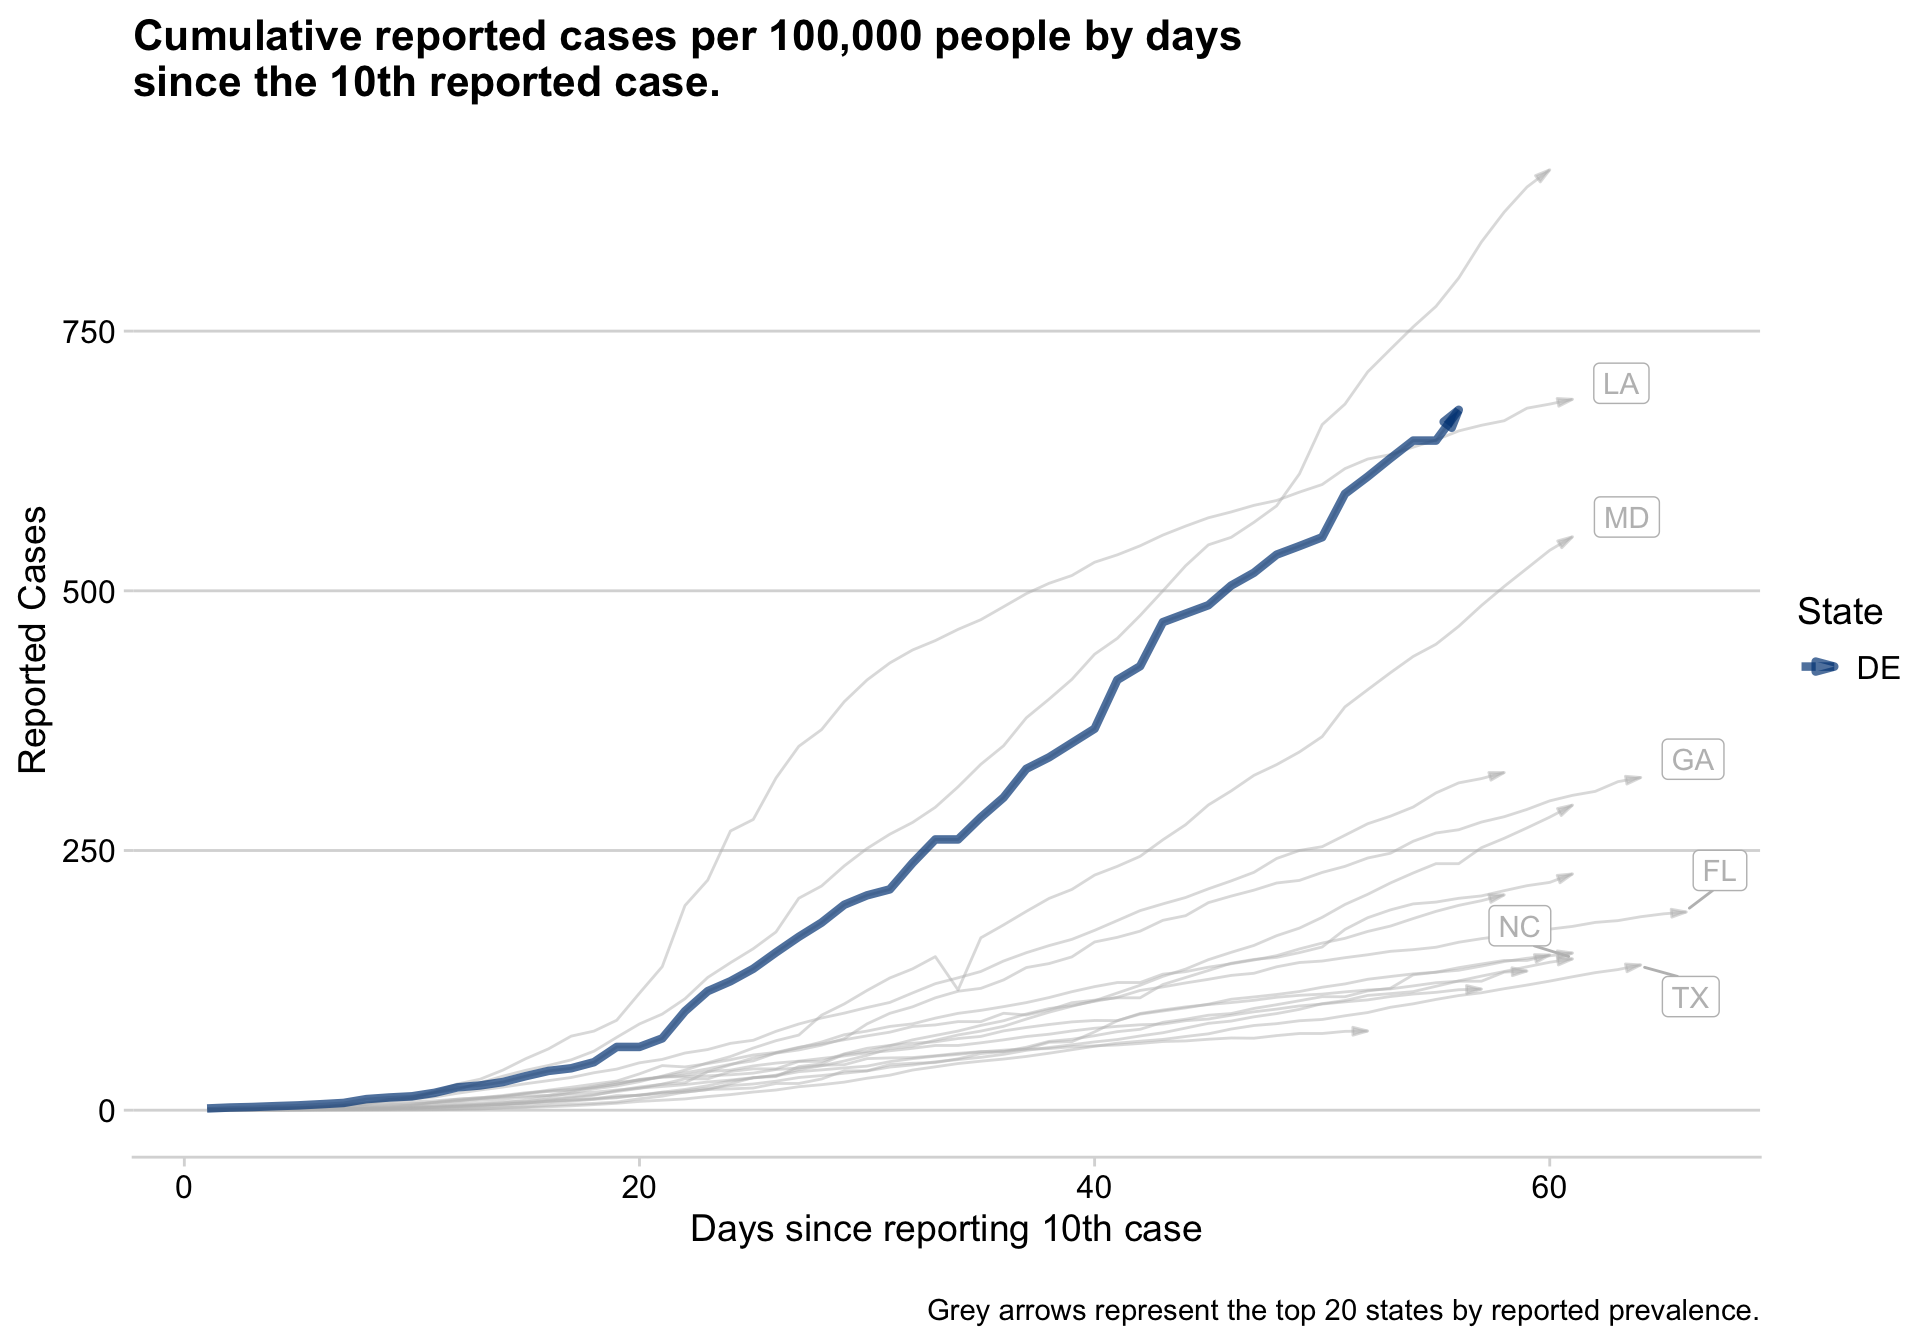 Cumulative reported cases per 100,000 people by days
since the 10th reported case.
Reported Cases
750
500
250
0
LA
MD
GA
FL
NC
TX
State
DE
0 20 40 60
Days since reporting 10th case
Grey arrows represent the top 20 states by reported prevalence.